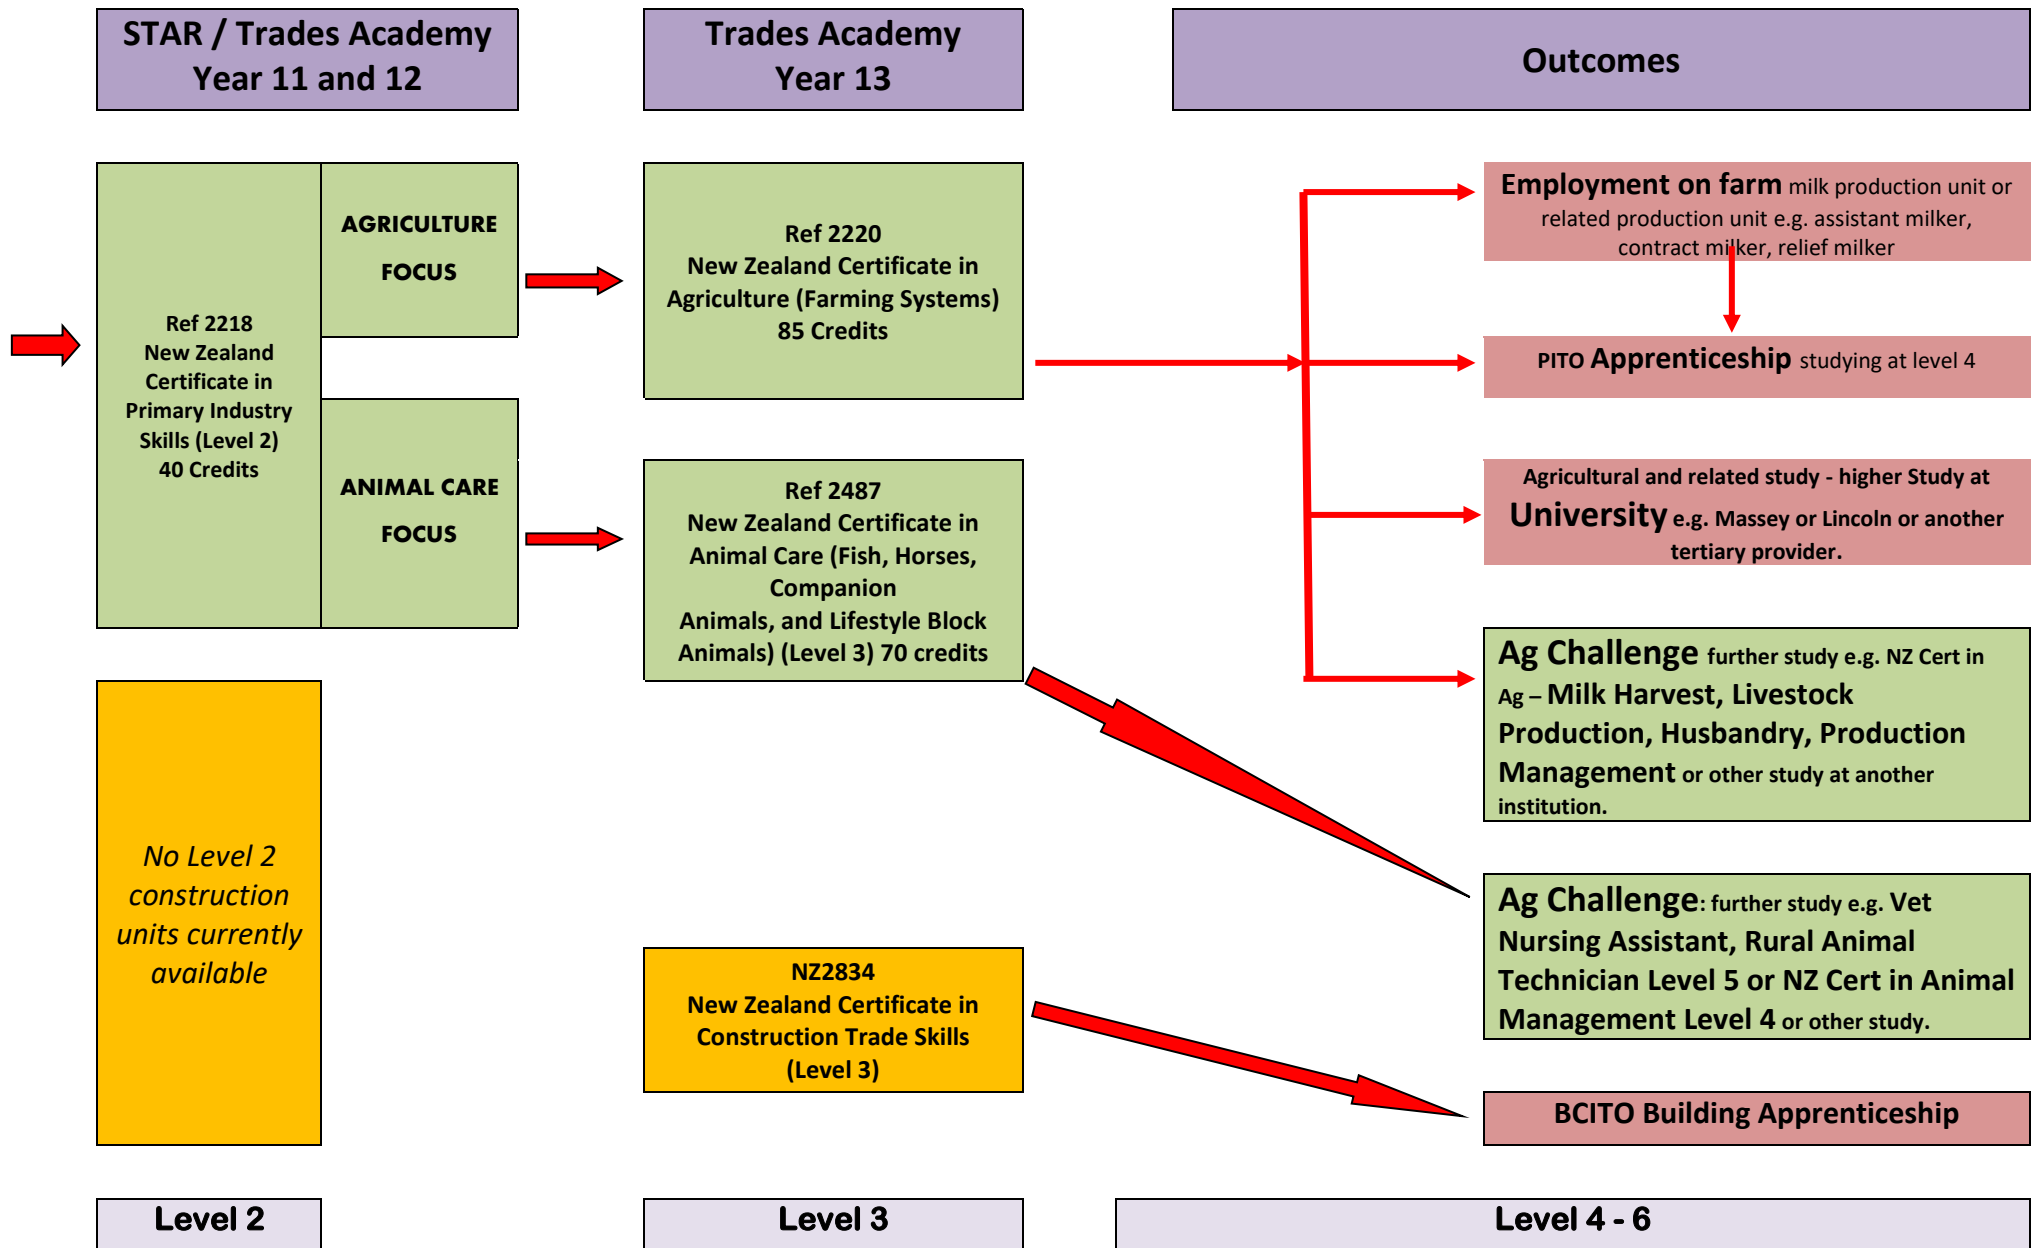 STAR / Trades Academy
Year 11 and 12
Trades Academy
Year 13
Outcomes
Ref 2218
New Zealand
Certificate in
Primary Industry
Skills (Level 2)
40 Credits
AGRICULTURE
FOCUS
ANIMAL CARE
FOCUS
Ref 2220
New Zealand Certificate in
Agriculture (Farming Systems)
85 Credits
Ref 2487
New Zealand Certificate in
Animal Care (Fish, Horses,
Companion
Animals, and Lifestyle Block
Animals) (Level 3) 70 credits
Employment on farm milk production unit or
related production unit e.g. assistant milker,
contract milker, relief milker
PITO Apprenticeship studying at level 4
Agricultural and related study - higher Study at
University e.g. Massey or Lincoln or another
tertiary provider.
Ag Challenge further study e.g. NZ Cert in
Ag – Milk Harvest, Livestock
Production, Husbandry, Production
Management or other study at another
institution.
No Level 2
construction
units currently
available
NZ2834
New Zealand Certificate in
Construction Trade Skills
(Level 3)
Ag Challenge: further study e.g. Vet
Nursing Assistant, Rural Animal
Technician Level 5 or NZ Cert in Animal
Management Level 4 or other study.
BCITO Building Apprenticeship
Level 2
Level 3
Level 4 - 6